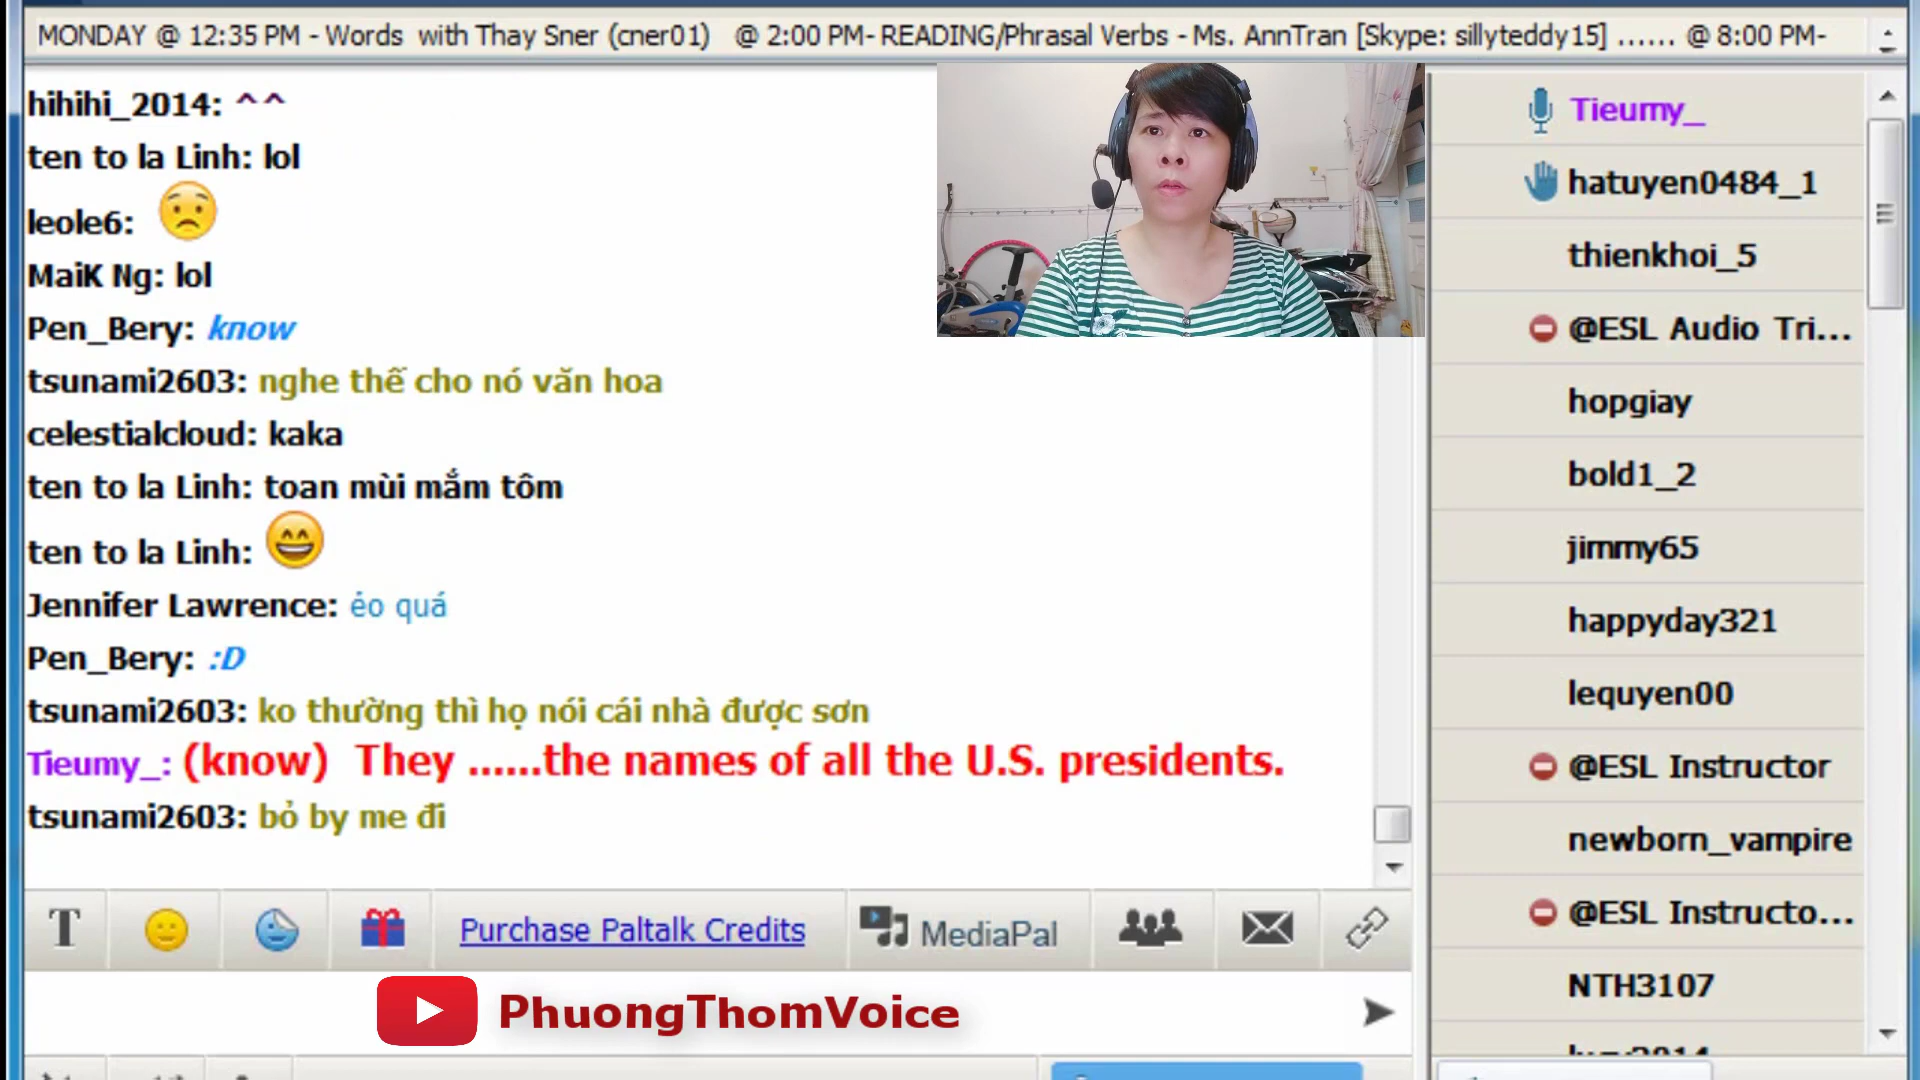 MONDAY @ 12:35 PM - Words with Thay Sner (cner01) @ 2:00 PM- READING/Phrasal Verbs - Ms. AnnTran [Skype: sillyteddy15] ...... @ 8:00 PM-
hihihi_2014: ^^
ten to la Linh: lol
leole6:
MaiK Ng: lol
Pen_Bery: know
tsunami2603: nghe thế cho nó văn hoa
celestialcloud: kaka
ten to la Linh: toan mùi mắm tôm
ten to la Linh:
Jennifer Lawrence: ẻo quá
Pen_Bery: :D
tsunami2603: ko thường thì họ nói cái nhà được sơn
Tieumy_: (know) They ......the names of all the U.S. presidents.
tsunami2603: bỏ by me đi
T
Purchase Paltalk Credits
MediaPal
PhuongThomVoice
Tieumy_
hatuyen0484_1
thienkhoi_5
@ESL Audio Tri...
hopgiay
bold1_2
jimmy65
happyday321
lequyen00
@ESL Instructor
newborn_vampire
@ESL Instructo...
NTH3107